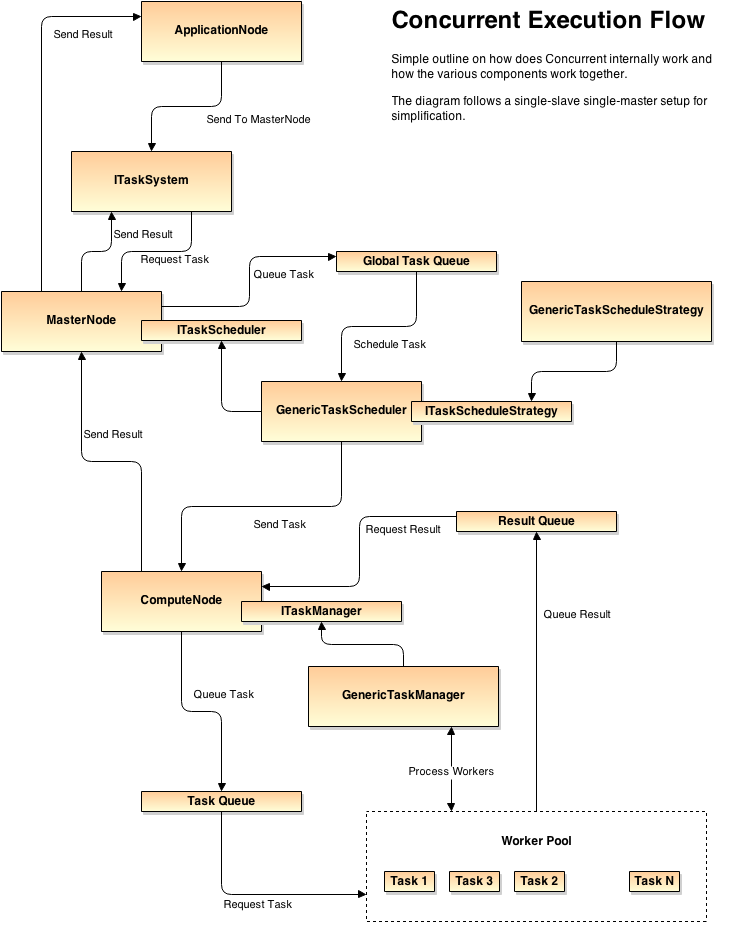 Concurrent Execution Flow
Simple outline on how does Concurrent internally work and
how the various components work together.
The diagram follows a single-slave single-master setup for
simplification.
ApplicationNode
Send Result
Send To MasterNode
ITaskSystem
Send Result
Request Task
Queue Task
Global Task Queue
MasterNode
ITaskScheduler
GenericTaskScheduleStrategy
Schedule Task
GenericTaskScheduler
ITaskScheduleStrategy
Send Result
Send Task
Request Result
Result Queue
ComputeNode
ITaskManager
Queue Result
Queue Task
GenericTaskManager
Process Workers
Task Queue
Worker Pool
Task 1
Task 3
Task 2
Task N
Request Task